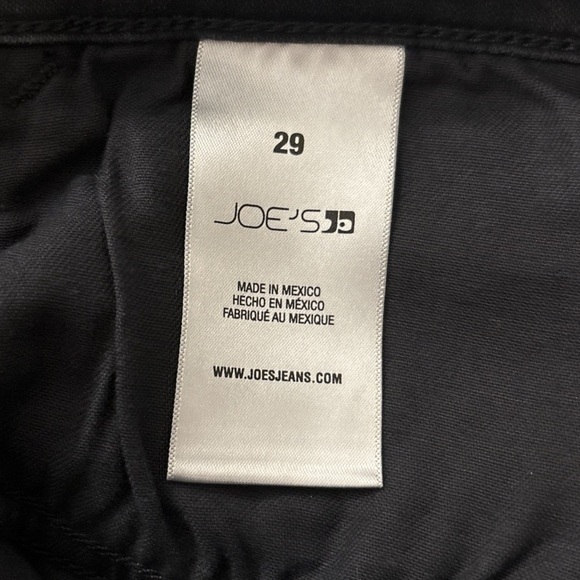 29
JOE'S
MADE IN MEXICO
HECHO EN MÉXICO
FABRIQUÉ AU MEXIQUE
WWW.JOESJEANS.COM